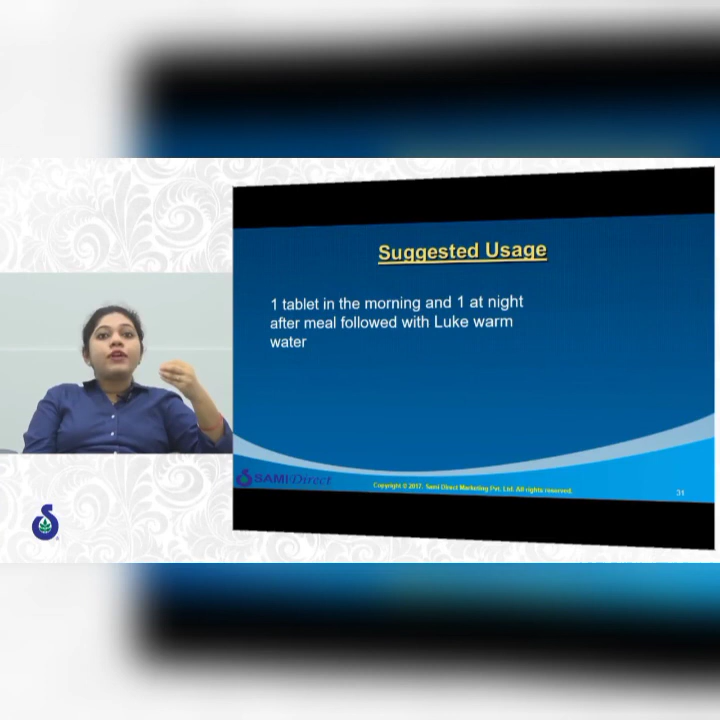 Suggested Usage
1 tablet in the morning and 1 at night
after meal followed with Luke warm
water
SAMI Direct
Copyright © 2017. Sami Direct Marketing Pvt. Ltd. All rights reserved.
31